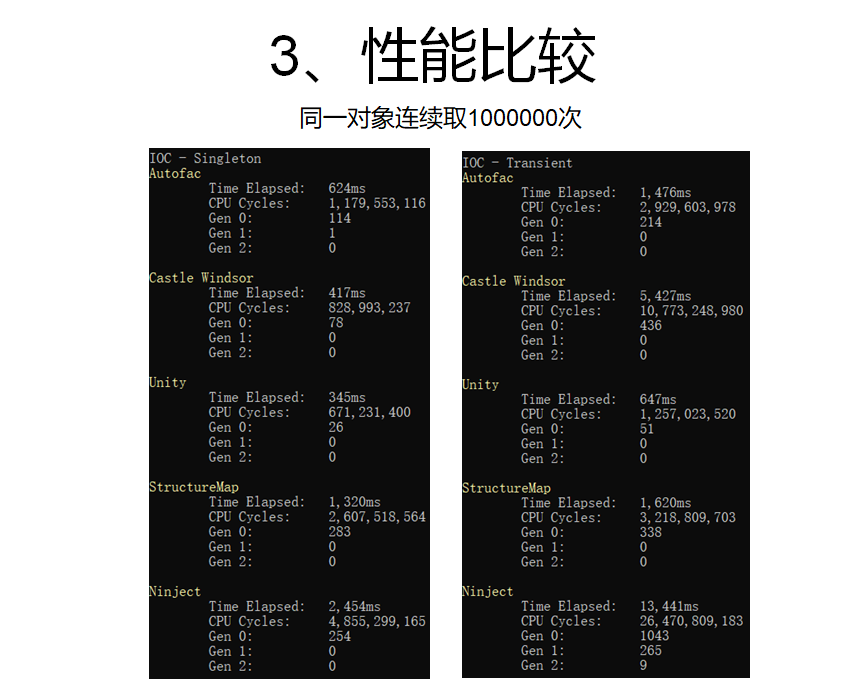 3、性能比较
同一对象连续取1000000次
IOC - Singleton
Autofac
Time Elapsed: 624ms
CPU Cycles: 1,179,553,116
Gen 0: 114
Gen 1: 1
Gen 2: 0
Castle Windsor
Time Elapsed: 417ms
CPU Cycles: 828,993,237
Gen 0: 78
Gen 1: 0
Gen 2: 0
Unity
Time Elapsed: 345ms
CPU Cycles: 671,231,400
Gen 0: 26
Gen 1: 0
Gen 2: 0
StructureMap
Time Elapsed: 1,320ms
CPU Cycles: 2,607,518,564
Gen 0: 283
Gen 1: 0
Gen 2: 0
Ninject
Time Elapsed: 2,454ms
CPU Cycles: 4,855,299,165
Gen 0: 254
Gen 1: 0
Gen 2: 0
IOC - Transient
Autofac
Time Elapsed: 1,476ms
CPU Cycles: 2,929,603,978
Gen 0: 214
Gen 1: 0
Gen 2: 0
Castle Windsor
Time Elapsed: 5,427ms
CPU Cycles: 10,773,248,980
Gen 0: 436
Gen 1: 0
Gen 2: 0
Unity
Time Elapsed: 647ms
CPU Cycles: 1,257,023,520
Gen 0: 51
Gen 1: 0
Gen 2: 0
StructureMap
Time Elapsed: 1,620ms
CPU Cycles: 3,218,809,703
Gen 0: 338
Gen 1: 0
Gen 2: 0
Ninject
Time Elapsed: 13,441ms
CPU Cycles: 26,470,809,183
Gen 0: 1043
Gen 1: 265
Gen 2: 9